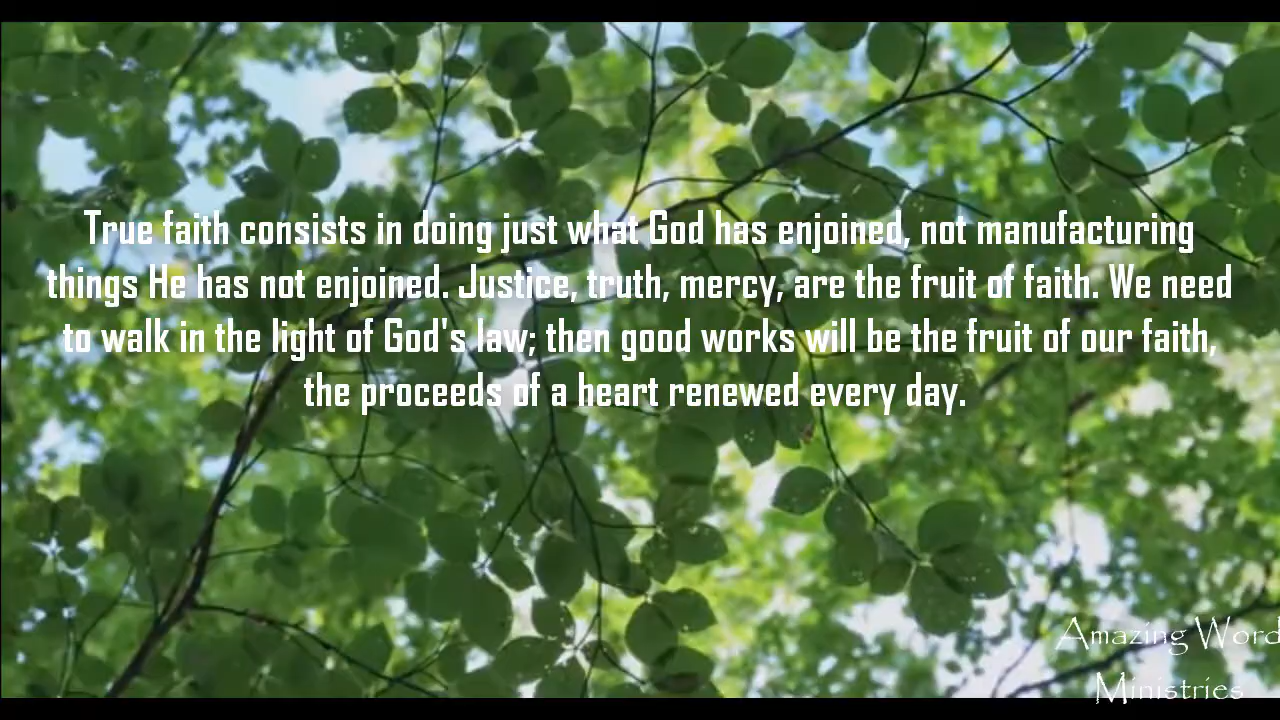 True faith consists in doing just what God has enjoined, not manufacturing
things He has not enjoined. Justice, truth, mercy, are the fruit of faith. We need
to walk in the light of God's law; then good works will be the fruit of our faith,
the proceeds of a heart renewed every day.
Amazing Word
Ministries